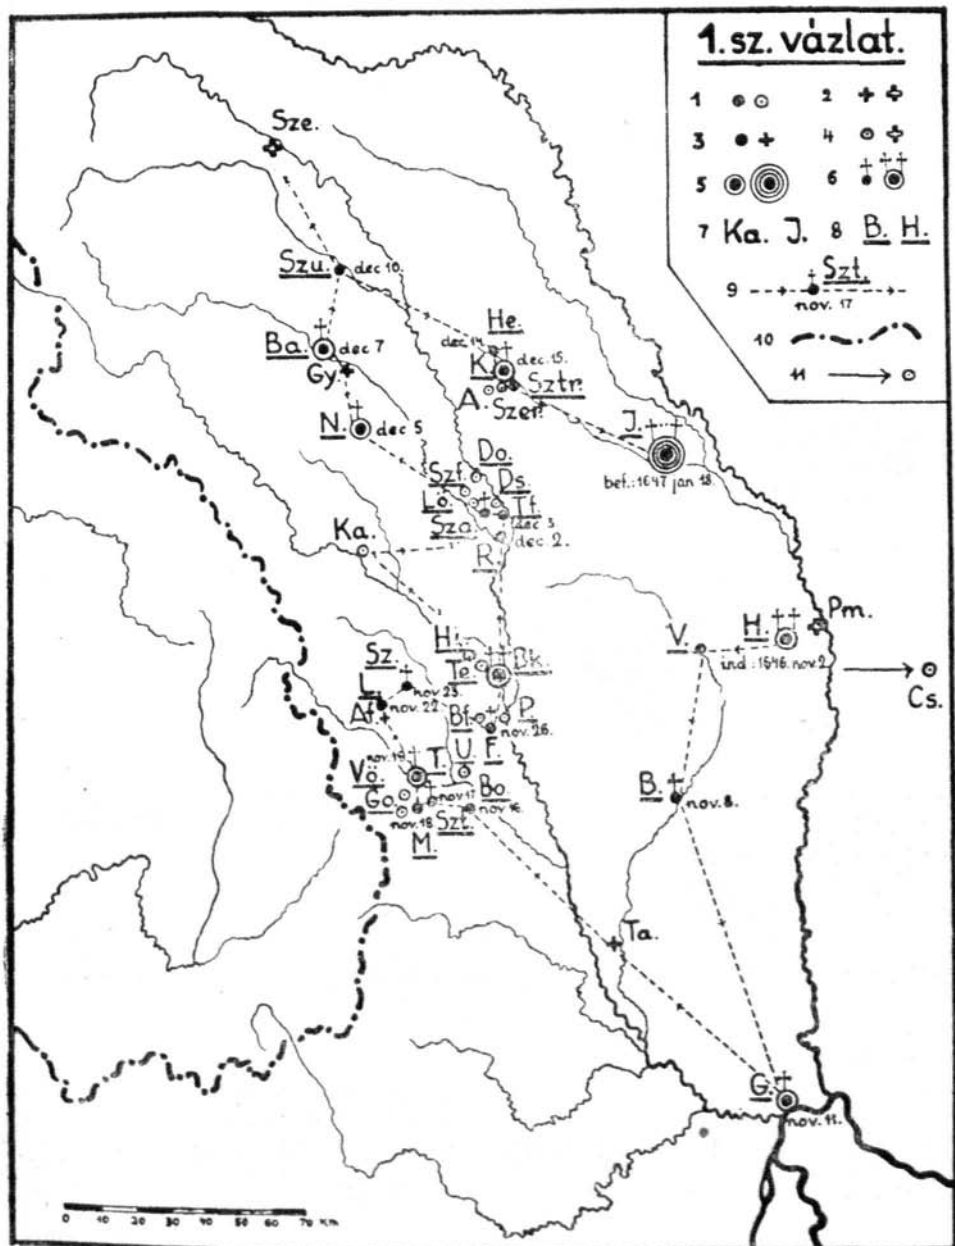 1. sz. vázlat.
1
2
3
4
5
6
7 Ka. J. 8 B. H.
9 Szt.
nov. 17
10
11
Sze.
Szu. dec 10.
Ba. dec 7
Gy.
N. dec 5
He.
dec 14
K. dec. 15.
A. Sztr.
Szer.
J.
bef.: 1647 jan 18.
Do.
Szf. Ds.
Lö. Tf.
Sza. dec 3
dec 2.
R.
Ka.
Pm.
V. H.
ind.: 1646. nov. 2
Cs.
Bk.
Te.
Sz.
nov. 23.
L. nov. 22.
Af.
Bf. P.
nov. 26.
U. F.
nov. 19.
Vö. T.
Go. nov. 17 Bo.
nov. 18 Szt. nov. 16.
M.
B. nov. 8.
Ta.
G.
nov. 11.
0 10 20 30 50 70 Km